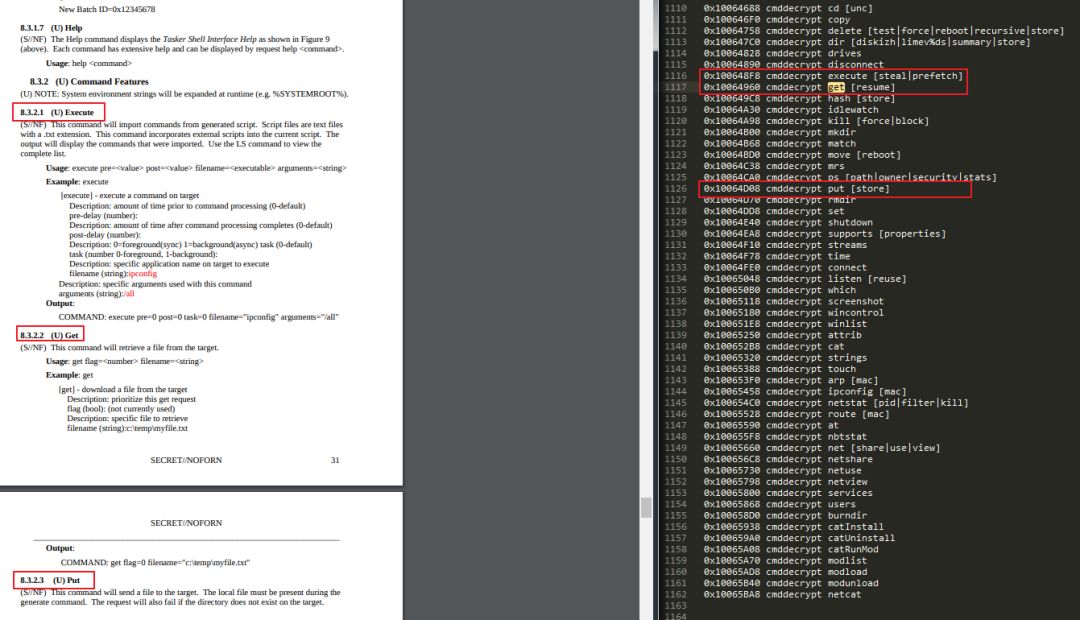 New Batch ID=0x12345678
8.3.1.7 (U) Help
(S//NF) The Help command displays the Tasker Shell Interface Help as shown in Figure 9
(above). Each command has extensive help and can be displayed by request help <command>.
Usage: help <command>
8.3.2 (U) Command Features
(U) NOTE: System environment strings will be expanded at runtime (e.g. %SYSTEMROOT%).
8.3.2.1 (U) Execute
(S//NF) This command will import commands from generated script. Script files are text files
with a .txt extension. This command incorporates external scripts into the current script. The
output will display the commands that were imported. Use the LS command to view the
complete list.
Usage: execute pre=<value> post=<value> filename=<executable> arguments=<string>
Example: execute
[execute] - execute a command on target
Description: amount of time prior to command processing (0-default)
pre-delay (number):
Description: amount of time after command processing completes (0-default)
post-delay (number):
Description: 0=foreground(sync) 1=background(async) task (0-default)
task (number 0-foreground, 1-background):
Description: specific application name on target to execute
filename (string):ipconfig
Description: specific arguments used with this command
arguments (string):/all
Output:
COMMAND: execute pre=0 post=0 task=0 filename="ipconfig" arguments="/all"
8.3.2.2 (U) Get
(S//NF) This command will retrieve a file from the target.
Usage: get flag=<number> filename=<string>
Example: get
[get] - download a file from the target
Description: prioritize this get request
flag (bool): (not currently used)
Description: specific file to retrieve
filename (string):c:\temp\myfile.txt
SECRET//NOFORN 31
SECRET//NOFORN
Output:
COMMAND: get flag=0 filename="c:\temp\myfile.txt"
8.3.2.3 (U) Put
(S//NF) This command will send a file to the target. The local file must be present during the
generate command. The request will also fail if the directory does not exist on the target.
1110 0x10064688 cmddecrypt cd [unc]
1111 0x100646F0 cmddecrypt copy
1112 0x10064758 cmddecrypt delete [test|force|reboot|recursive|store]
1113 0x100647C0 cmddecrypt dir [diskizh|limev%ds|summary|store]
1114 0x10064828 cmddecrypt drives
1115 0x10064890 cmddecrypt disconnect
1116 0x100648F8 cmddecrypt execute [steal|prefetch]
1117 0x10064960 cmddecrypt get [resume]
1118 0x100649C8 cmddecrypt hash [store]
1119 0x10064A30 cmddecrypt idlewatch
1120 0x10064A98 cmddecrypt kill [force|block]
1121 0x10064B00 cmddecrypt mkdir
1122 0x10064B68 cmddecrypt match
1123 0x10064BD0 cmddecrypt move [reboot]
1124 0x10064C38 cmddecrypt mrs
1125 0x10064CA0 cmddecrypt ps [path|owner|security|stats]
1126 0x10064D08 cmddecrypt put [store]
1127 0x10064D70 cmddecrypt rmdir
1128 0x10064DD8 cmddecrypt set
1129 0x10064E40 cmddecrypt shutdown
1130 0x10064EA8 cmddecrypt supports [properties]
1131 0x10064F10 cmddecrypt streams
1132 0x10064F78 cmddecrypt time
1133 0x10064FE0 cmddecrypt connect
1134 0x10065048 cmddecrypt listen [reuse]
1135 0x100650B0 cmddecrypt which
1136 0x10065118 cmddecrypt screenshot
1137 0x10065180 cmddecrypt wincontrol
1138 0x100651E8 cmddecrypt winlist
1139 0x10065250 cmddecrypt attrib
1140 0x100652B8 cmddecrypt cat
1141 0x10065320 cmddecrypt strings
1142 0x10065388 cmddecrypt touch
1143 0x100653F0 cmddecrypt arp [mac]
1144 0x10065458 cmddecrypt ipconfig [mac]
1145 0x100654C0 cmddecrypt netstat [pid|filter|kill]
1146 0x10065528 cmddecrypt route [mac]
1147 0x10065590 cmddecrypt at
1148 0x100655F8 cmddecrypt nbtstat
1149 0x10065660 cmddecrypt net [share|use|view]
1150 0x100656C8 cmddecrypt netshare
1151 0x10065730 cmddecrypt netuse
1152 0x10065798 cmddecrypt netview
1153 0x10065800 cmddecrypt services
1154 0x10065868 cmddecrypt users
1155 0x100658D0 cmddecrypt burndir
1156 0x10065938 cmddecrypt catInstall
1157 0x100659A0 cmddecrypt catUninstall
1158 0x10065A08 cmddecrypt catRunMod
1159 0x10065A70 cmddecrypt modlist
1160 0x10065AD8 cmddecrypt modload
1161 0x10065B40 cmddecrypt modunload
1162 0x10065BA8 cmddecrypt netcat
1163
1164